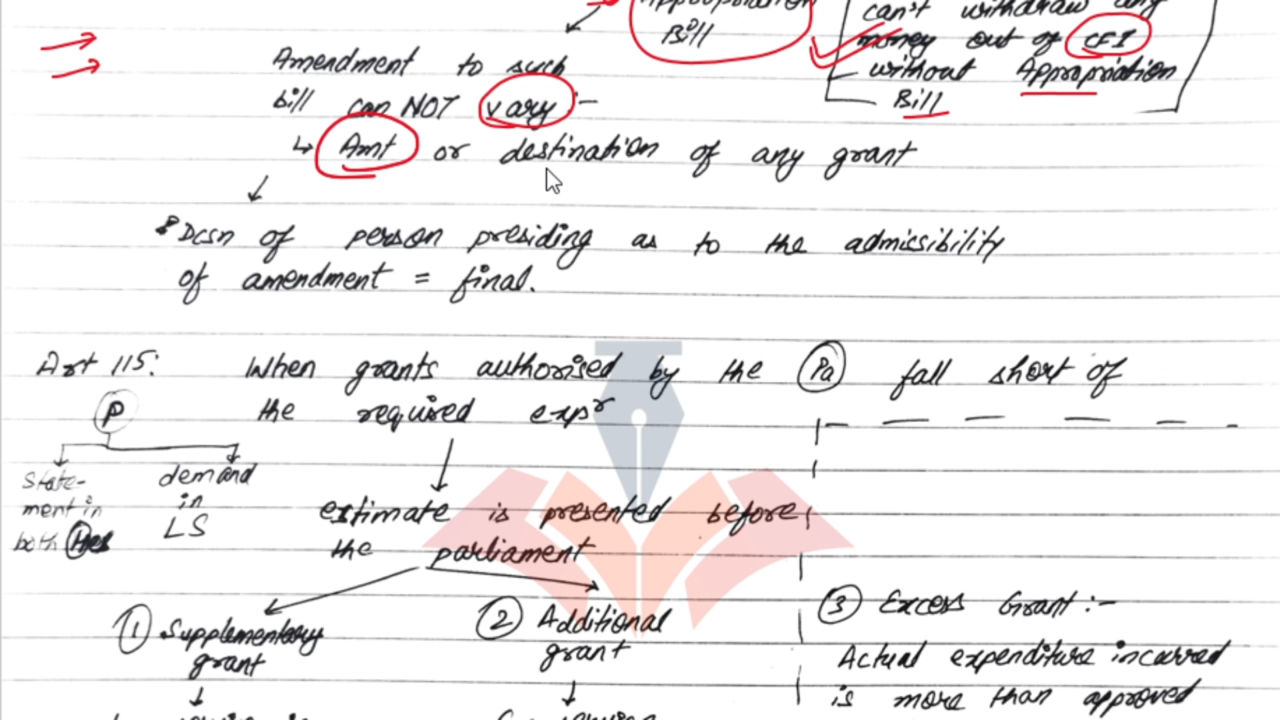 Appropriation
Bill
can't withdraw any
money out of CFI
without Appropriation
Bill
Amendment to such
bill can NOT vary :-
↳ Amt or destination of any grant
* Dcsn of person presiding as to the admissibility
of amendment = final.
Art 115: When grants authorised by the Pa fall short of
the required expr
P
State-
ment in
both Hses
demand
in
LS
estimate is presented before
the parliament
① Supplementary
grant
② Additional
grant
③ Excess Grant :-
Actual expenditure incurred
is more than approved